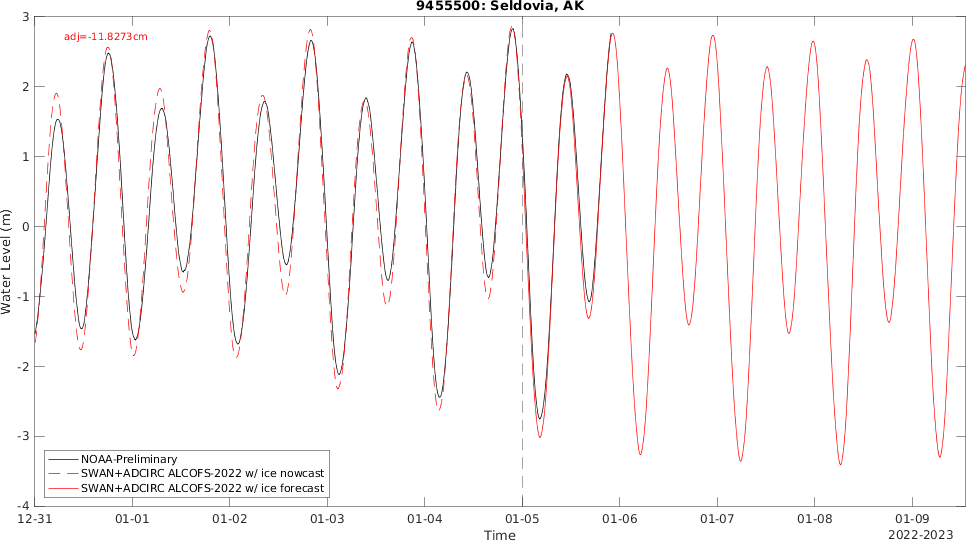 9455500: Seldovia, AK
adj=-11.8273cm
3
2
1
0
-1
-2
-3
-4
Water Level (m)
NOAA-Preliminary
SWAN+ADCIRC ALCOFS-2022 w/ ice nowcast
SWAN+ADCIRC ALCOFS-2022 w/ ice forecast
12-31 01-01 01-02 01-03 01-04 01-05 01-06 01-07 01-08 01-09
Time
2022-2023